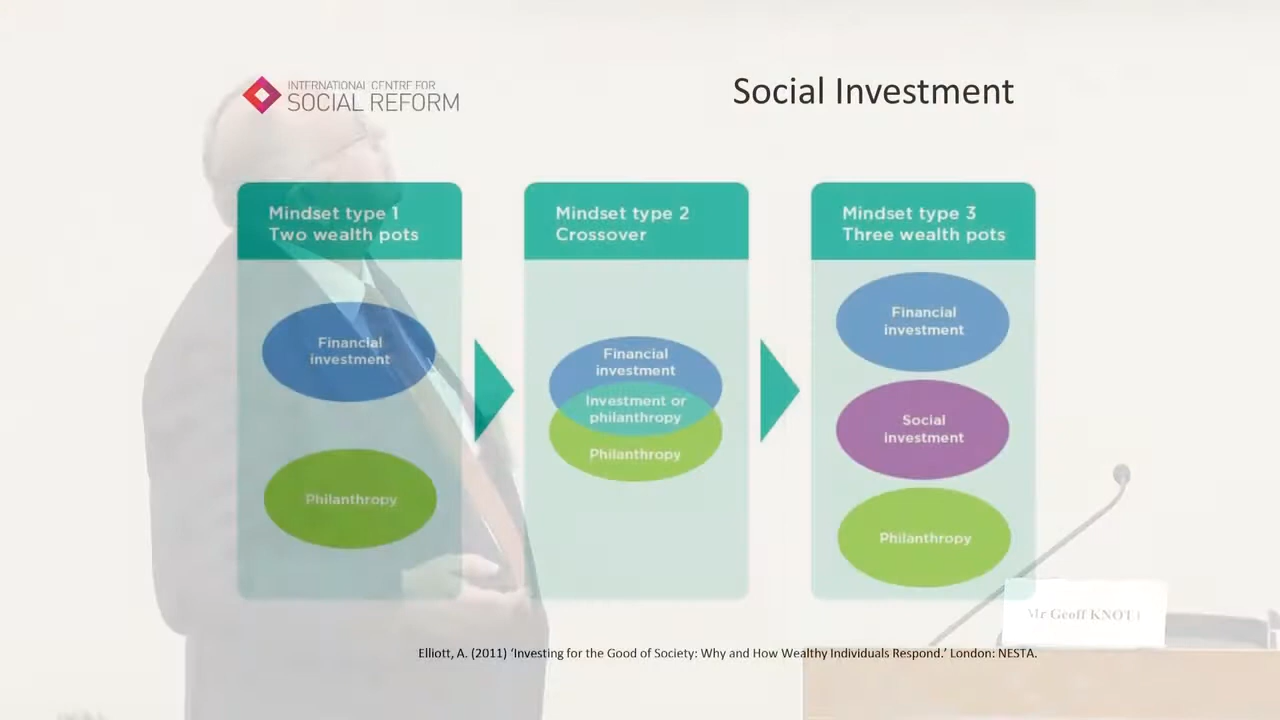 INTERNATIONAL CENTRE FOR
SOCIAL REFORM
Social Investment
Mindset type 1
Two wealth pots
Financial
investment
Philanthropy
Mindset type 2
Crossover
Financial
investment
Investment or
philanthropy
Philanthropy
Mindset type 3
Three wealth pots
Financial
investment
Social
investment
Philanthropy
Mr Geoff KNOTT
Elliott, A. (2011) ‘Investing for the Good of Society: Why and How Wealthy Individuals Respond.’ London: NESTA.